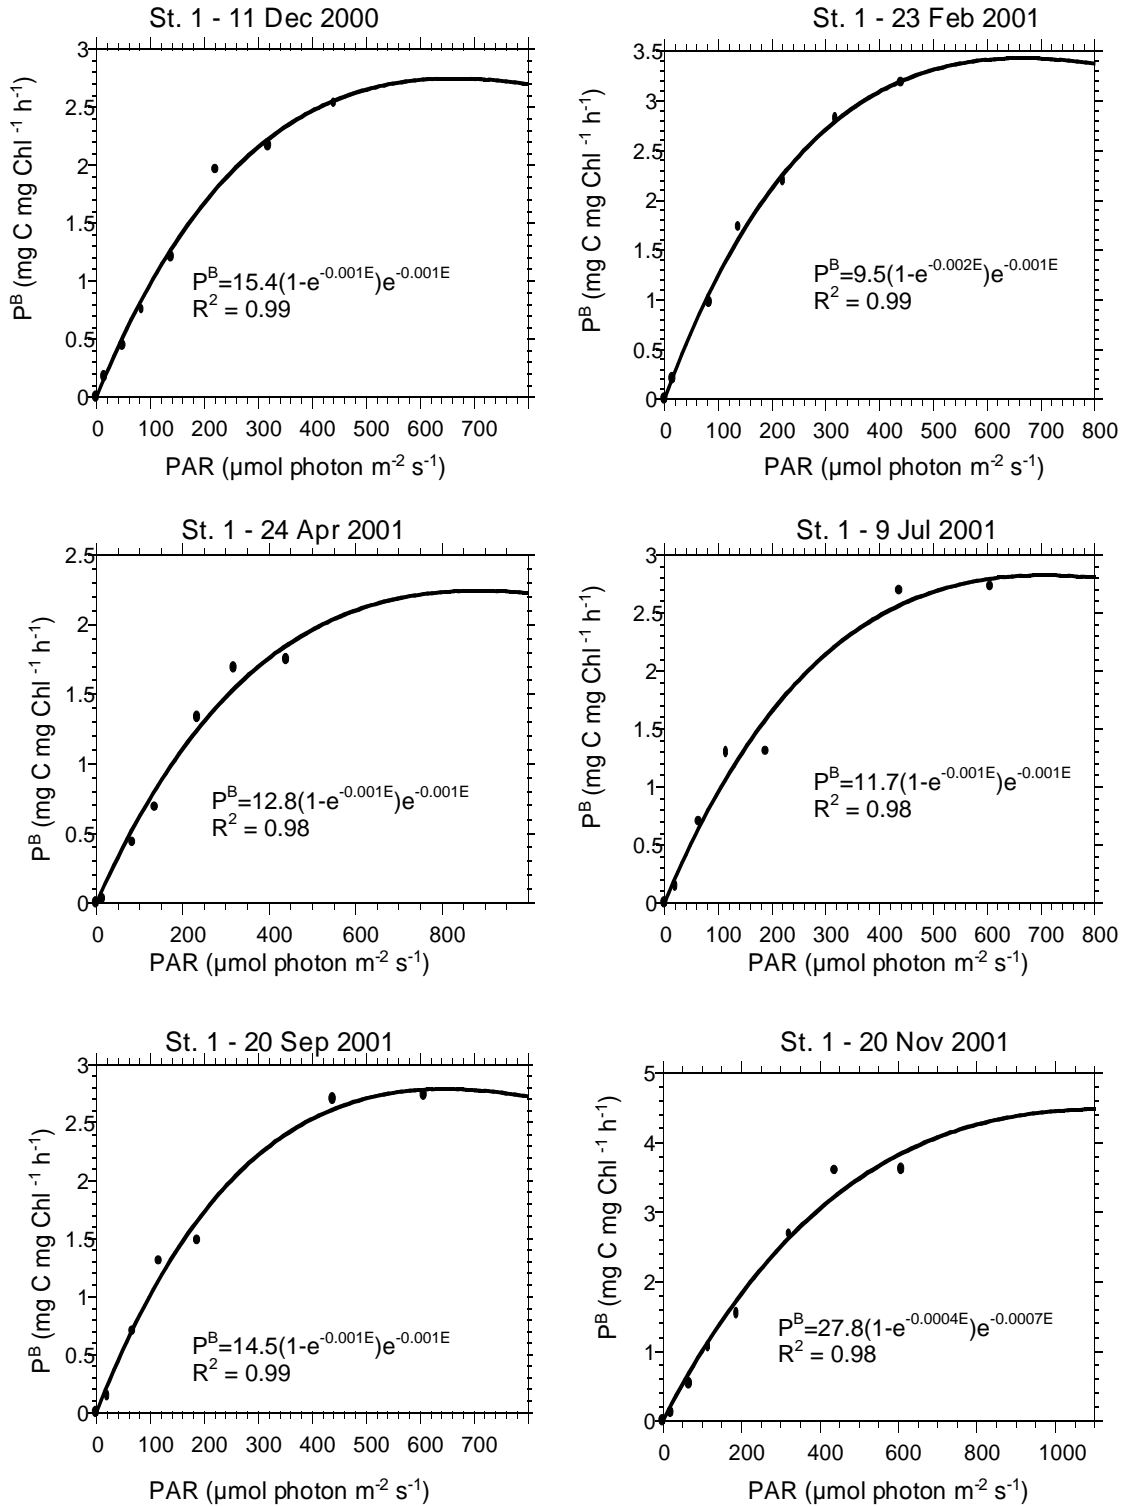 St. 1 - 11 Dec 2000
P^B (mg C mg Chl ^-1 h^-1)
3
2.5
2
1.5
1
0.5
0
P^B=15.4(1-e^-0.001E)e^-0.001E
R^2 = 0.99
0 100 200 300 400 500 600 700
PAR (µmol photon m^-2 s^-1)
St. 1 - 23 Feb 2001
P^B (mg C mg Chl ^-1 h^-1)
3.5
3
2.5
2
1.5
1
0.5
0
P^B=9.5(1-e^-0.002E)e^-0.001E
R^2 = 0.99
0 100 200 300 400 500 600 700 800
PAR (µmol photon m^-2 s^-1)
St. 1 - 24 Apr 2001
P^B (mg C mg Chl ^-1 h^-1)
2.5
2
1.5
1
0.5
0
P^B=12.8(1-e^-0.001E)e^-0.001E
R^2 = 0.98
0 200 400 600 800
PAR (µmol photon m^-2 s^-1)
St. 1 - 9 Jul 2001
P^B (mg C mg Chl ^-1 h^-1)
3
2.5
2
1.5
1
0.5
0
P^B=11.7(1-e^-0.001E)e^-0.001E
R^2 = 0.98
0 100 200 300 400 500 600 700 800
PAR (µmol photon m^-2 s^-1)
St. 1 - 20 Sep 2001
P^B (mg C mg Chl ^-1 h^-1)
3
2.5
2
1.5
1
0.5
0
P^B=14.5(1-e^-0.001E)e^-0.001E
R^2 = 0.99
0 100 200 300 400 500 600 700
PAR (µmol photon m^-2 s^-1)
St. 1 - 20 Nov 2001
P^B (mg C mg Chl ^-1 h^-1)
5
4
3
2
1
0
P^B=27.8(1-e^-0.0004E)e^-0.0007E
R^2 = 0.98
0 200 400 600 800 1000
PAR (µmol photon m^-2 s^-1)